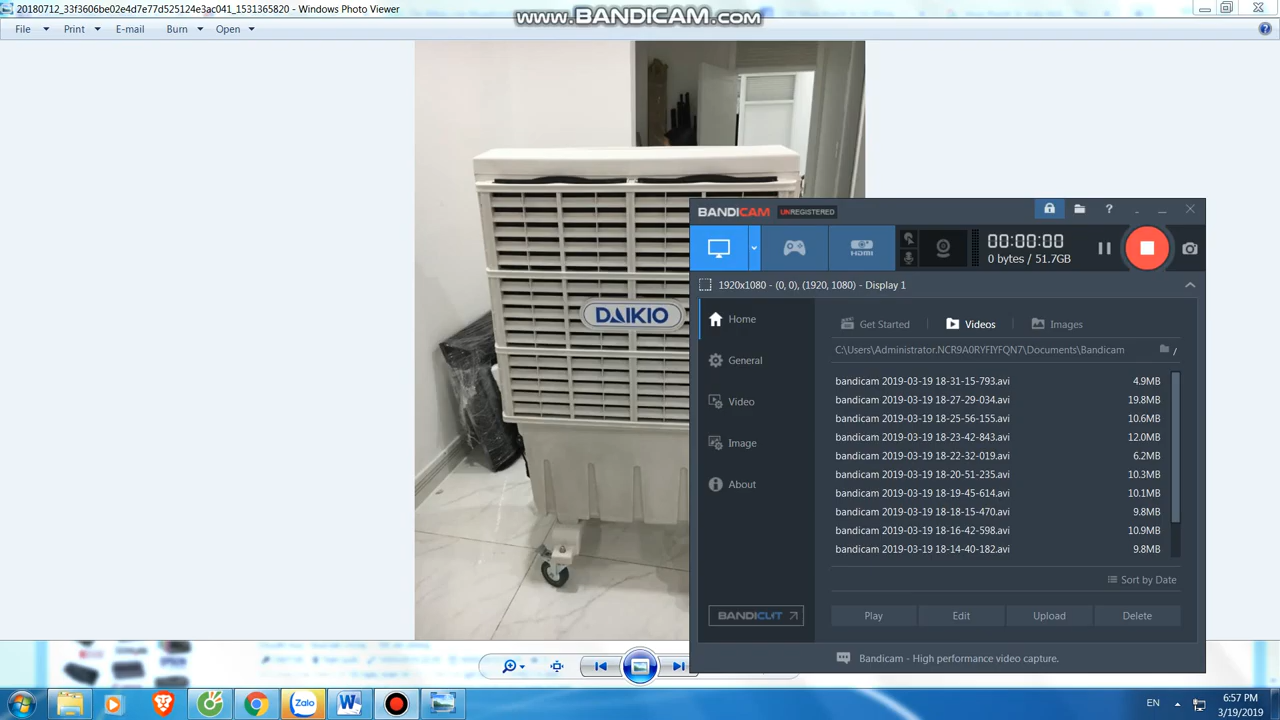 20180712_33f3606be02e4d7e77d525124e3ac041_1531365820 - Windows Photo Viewer
www.BANDICAM.com
File Print E-mail Burn Open
DAIKIO
BANDICAM UNREGISTERED
?
HDMI
00:00:00
0 bytes / 51.7GB
1920x1080 - (0, 0), (1920, 1080) - Display 1
Home
General
Video
Image
About
BANDICUT
Get Started Videos Images
C:\Users\Administrator.NCR9A0RYFIYFQN7\Documents\Bandicam /
bandicam 2019-03-19 18-31-15-793.avi 4.9MB
bandicam 2019-03-19 18-27-29-034.avi 19.8MB
bandicam 2019-03-19 18-25-56-155.avi 10.6MB
bandicam 2019-03-19 18-23-42-843.avi 12.0MB
bandicam 2019-03-19 18-22-32-019.avi 6.2MB
bandicam 2019-03-19 18-20-51-235.avi 10.3MB
bandicam 2019-03-19 18-19-45-614.avi 10.1MB
bandicam 2019-03-19 18-18-15-470.avi 9.8MB
bandicam 2019-03-19 18-16-42-598.avi 10.9MB
bandicam 2019-03-19 18-14-40-182.avi 9.8MB
Sort by Date
Play Edit Upload Delete
Bandicam - High performance video capture.
Zalo
EN
6:57 PM
3/19/2019